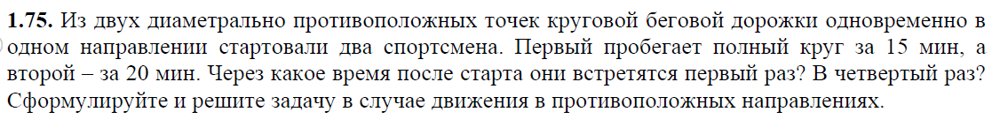 1.75. Из двух диаметрально противоположных точек круговой беговой дорожки одновременно в
одном направлении стартовали два спортсмена. Первый пробегает полный круг за 15 мин, а
второй – за 20 мин. Через какое время после старта они встретятся первый раз? В четвертый раз?
Сформулируйте и решите задачу в случае движения в противоположных направлениях.